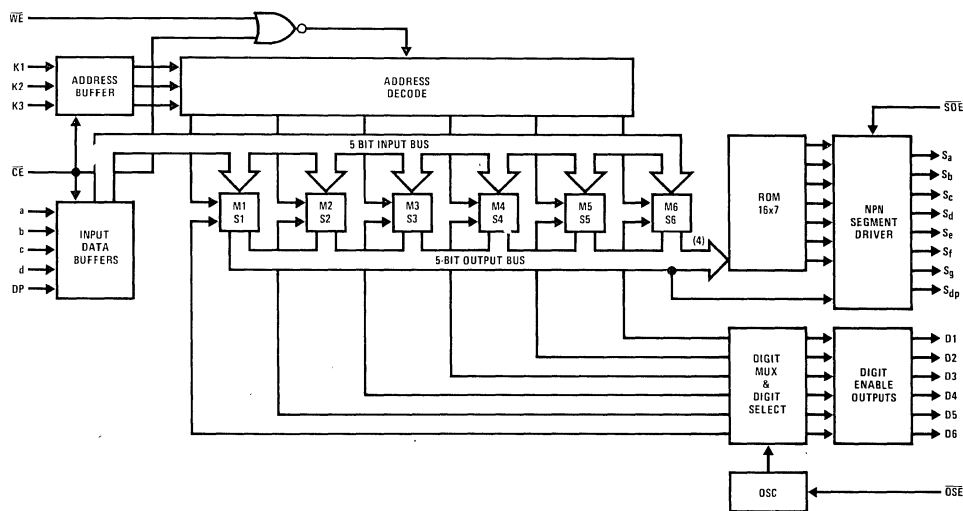 WE
K1
K2
K3
ADDRESS
BUFFER
ADDRESS
DECODE
SOE
5 BIT INPUT BUS
CE
a
b
c
d
DP
INPUT
DATA
BUFFERS
M1
S1
M2
S2
M3
S3
M4
S4
M5
S5
M6
S6
(4)
5-BIT OUTPUT BUS
ROM
16x7
NPN
SEGMENT
DRIVER
Sa
Sb
Sc
Sd
Se
Sf
Sg
Sdp
DIGIT
MUX
&
DIGIT
SELECT
DIGIT
ENABLE
OUTPUTS
D1
D2
D3
D4
D5
D6
OSC
OSE